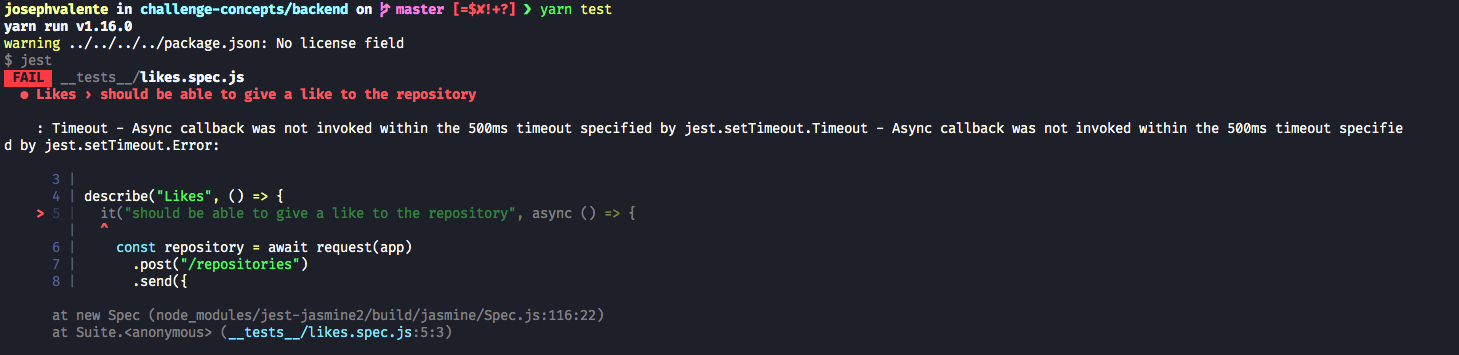 josephvalente in challenge-concepts/backend on master [=$✘!+?] ❯ yarn test
yarn run v1.16.0
warning ../../../../package.json: No license field
$ jest
FAIL __tests__/likes.spec.js
● Likes › should be able to give a like to the repository
: Timeout - Async callback was not invoked within the 500ms timeout specified by jest.setTimeout.Timeout - Async callback was not invoked within the 500ms timeout specifie
d by jest.setTimeout.Error:
3 |
4 | describe("Likes", () => {
> 5 | it("should be able to give a like to the repository", async () => {
| ^
6 | const repository = await request(app)
7 | .post("/repositories")
8 | .send({
at new Spec (node_modules/jest-jasmine2/build/jasmine/Spec.js:116:22)
at Suite.<anonymous> (__tests__/likes.spec.js:5:3)